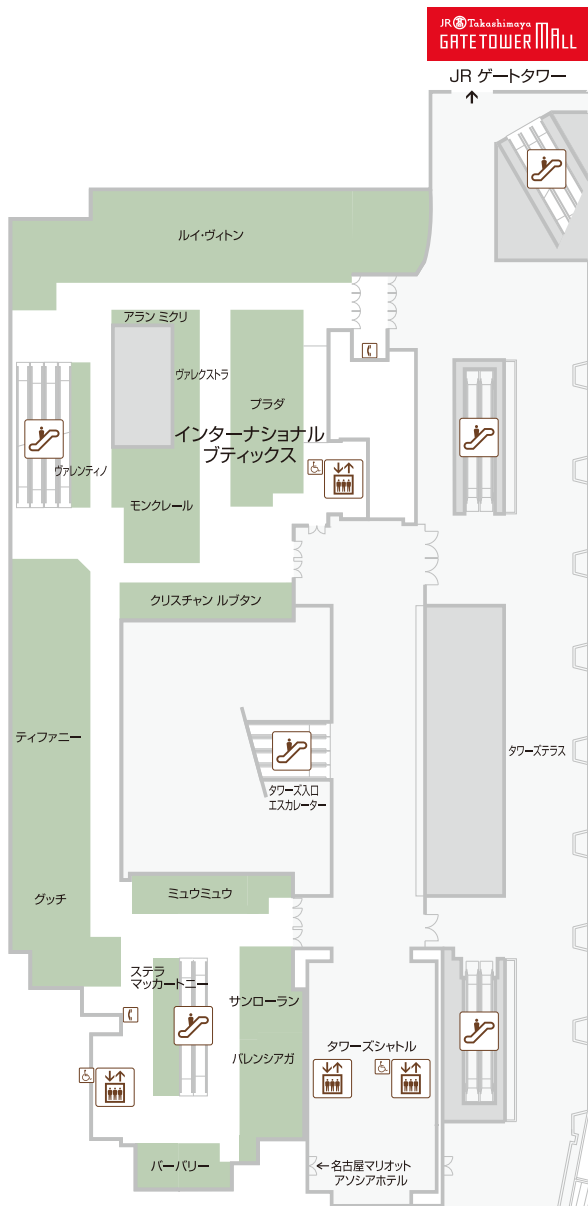 JR 髙 Takashimaya
GATETOWER MALL
JR ゲートタワー
ルイ・ヴィトン
アラン ミクリ
ヴァレクストラ
プラダ
インターナショナル
ブティックス
ヴァレンティノ
モンクレール
クリスチャン ルブタン
ティファニー
タワーズテラス
タワーズ入口
エスカレーター
グッチ
ミュウミュウ
ステラ
マッカートニー
サンローラン
タワーズシャトル
バレンシアガ
バーバリー
←名古屋マリオット
アソシアホテル